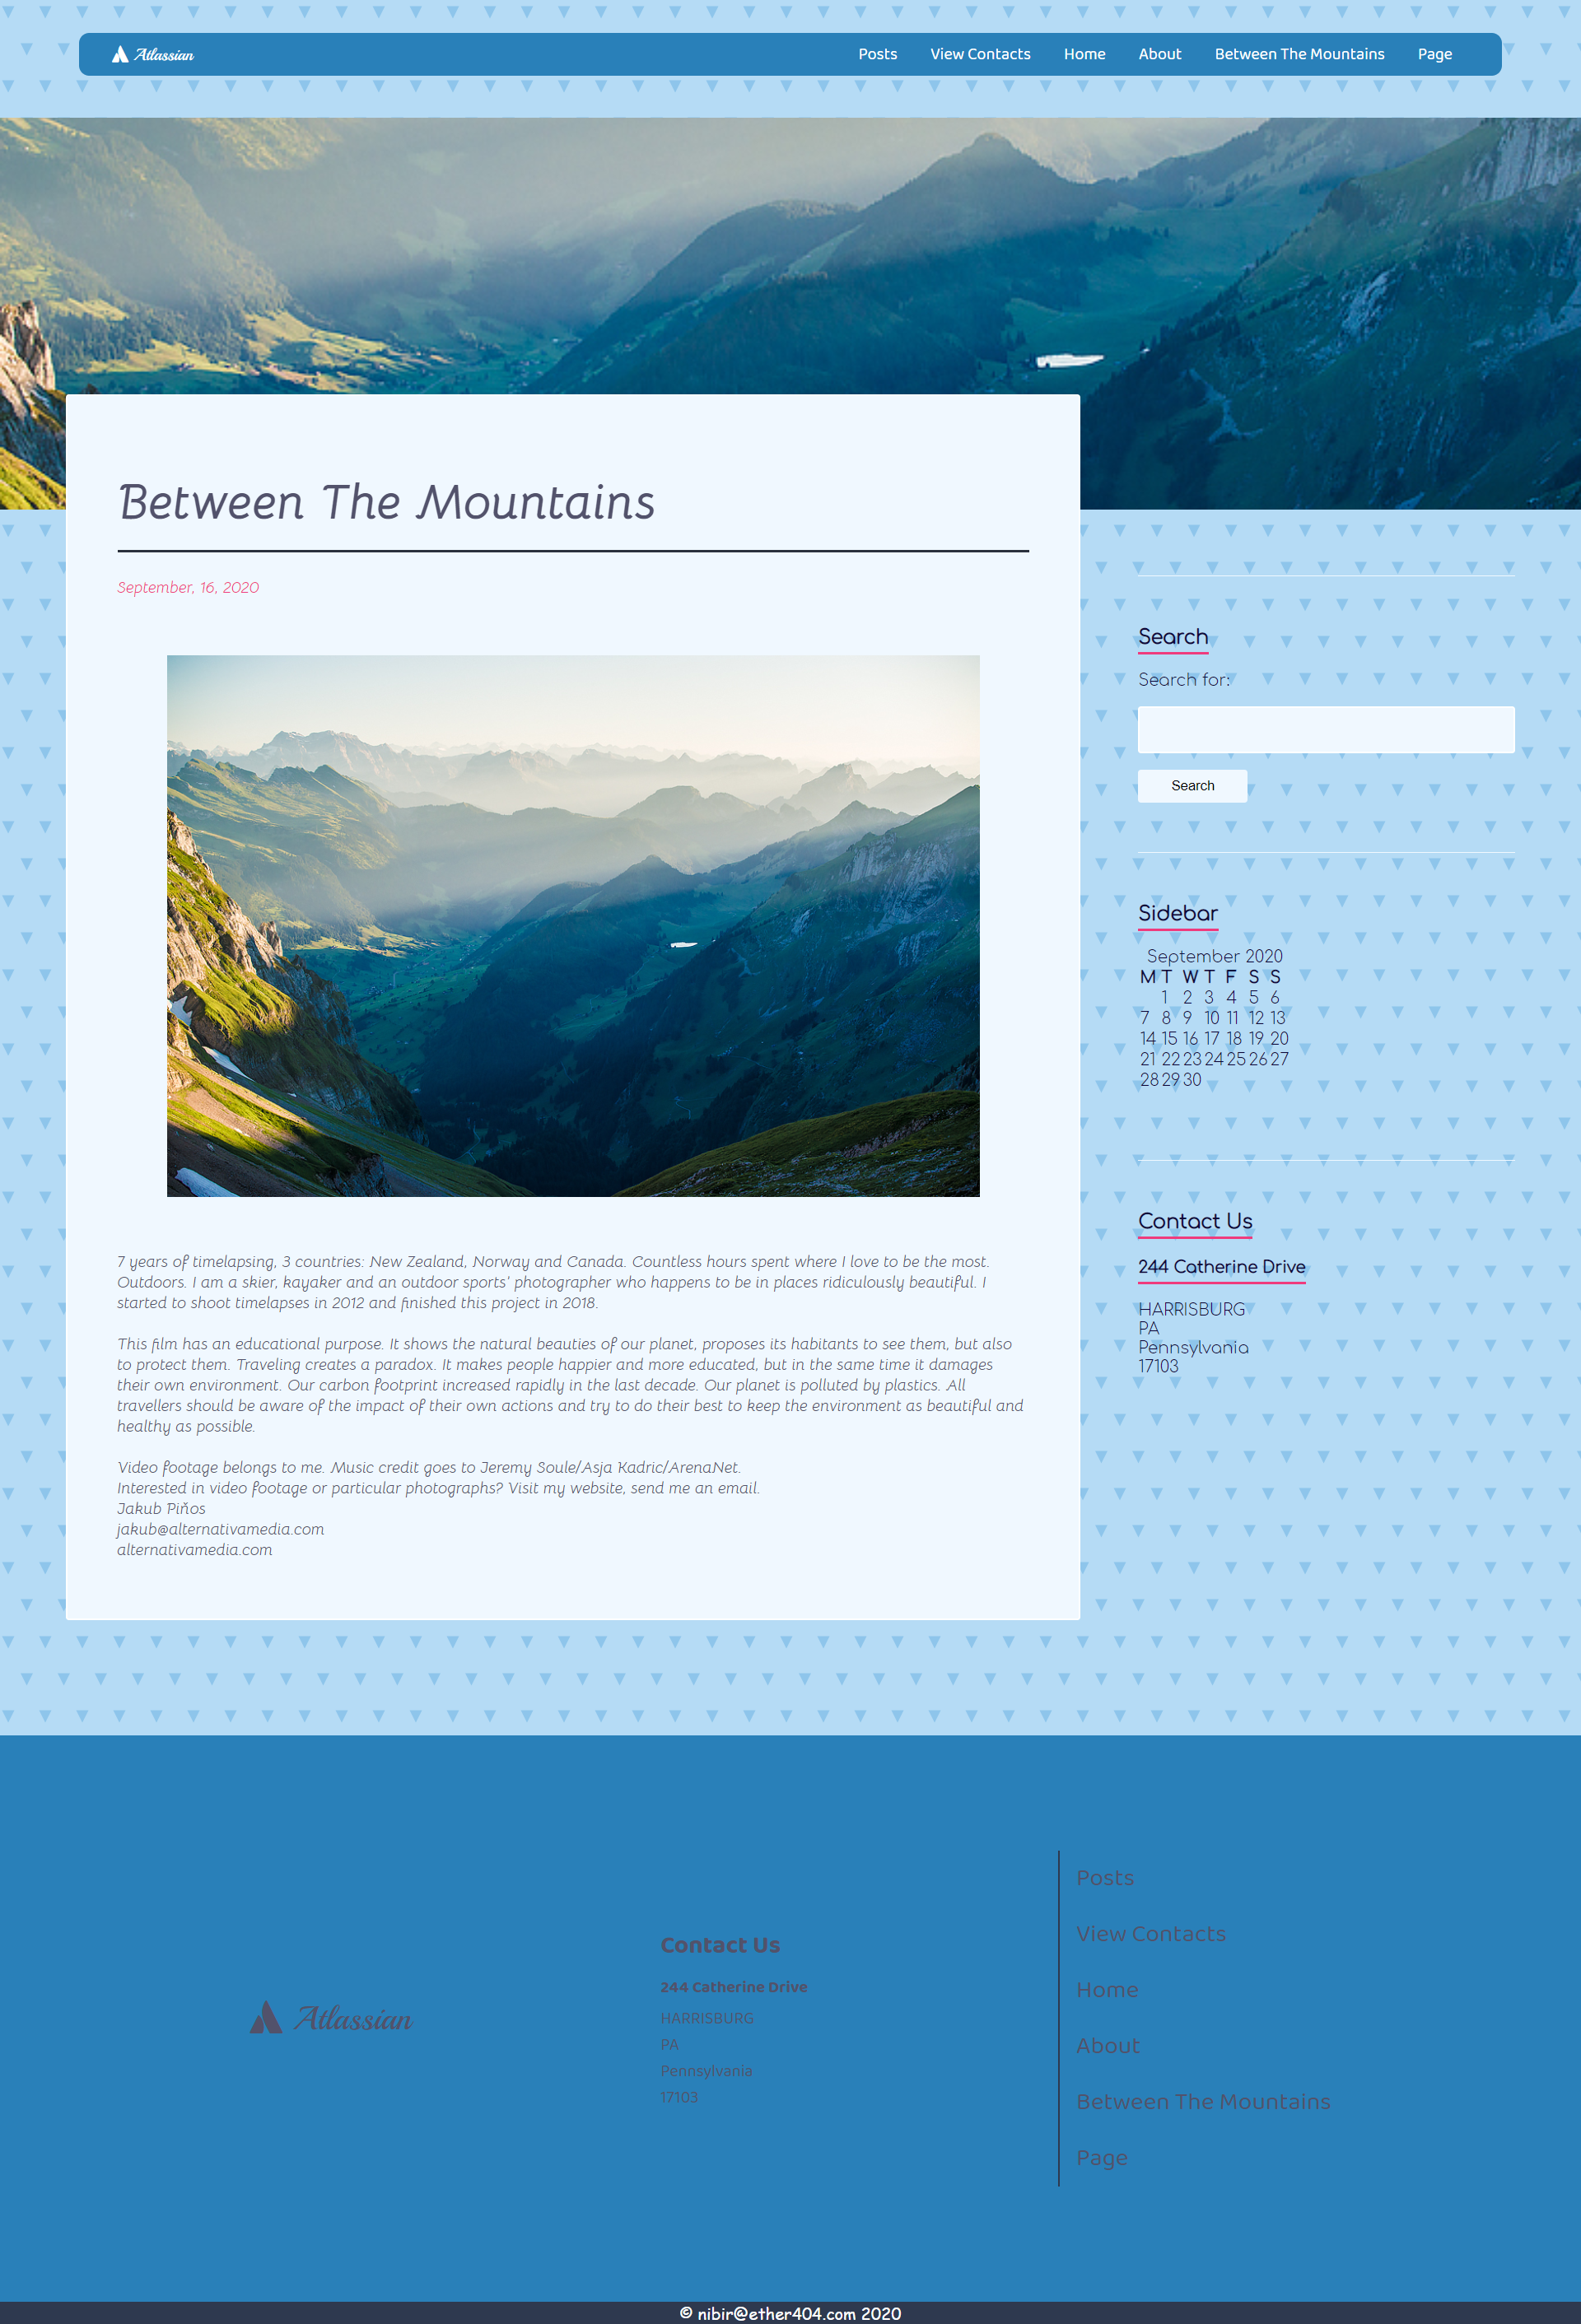 Atlassian
Posts View Contacts Home About Between The Mountains Page
Between The Mountains
September, 16, 2020
7 years of timelapsing, 3 countries: New Zealand, Norway and Canada. Countless hours spent where I love to be the most.
Outdoors. I am a skier, kayaker and an outdoor sports' photographer who happens to be in places ridiculously beautiful. I
started to shoot timelapses in 2012 and finished this project in 2018.
This film has an educational purpose. It shows the natural beauties of our planet, proposes its habitants to see them, but also
to protect them. Traveling creates a paradox. It makes people happier and more educated, but in the same time it damages
their own environment. Our carbon footprint increased rapidly in the last decade. Our planet is polluted by plastics. All
travellers should be aware of the impact of their own actions and try to do their best to keep the environment as beautiful and
healthy as possible.
Video footage belongs to me. Music credit goes to Jeremy Soule/Asja Kadric/ArenaNet.
Interested in video footage or particular photographs? Visit my website, send me an email.
Jakub Piňos
jakub@alternativamedia.com
alternativamedia.com
Search
Search for:
Search
Sidebar
September 2020
M T W T F S S
1 2 3 4 5 6
7 8 9 10 11 12 13
14 15 16 17 18 19 20
21 22 23 24 25 26 27
28 29 30
Contact Us
244 Catherine Drive
HARRISBURG
PA
Pennsylvania
17103
Atlassian
Contact Us
244 Catherine Drive
HARRISBURG
PA
Pennsylvania
17103
Posts
View Contacts
Home
About
Between The Mountains
Page
© nibir@ether404.com 2020